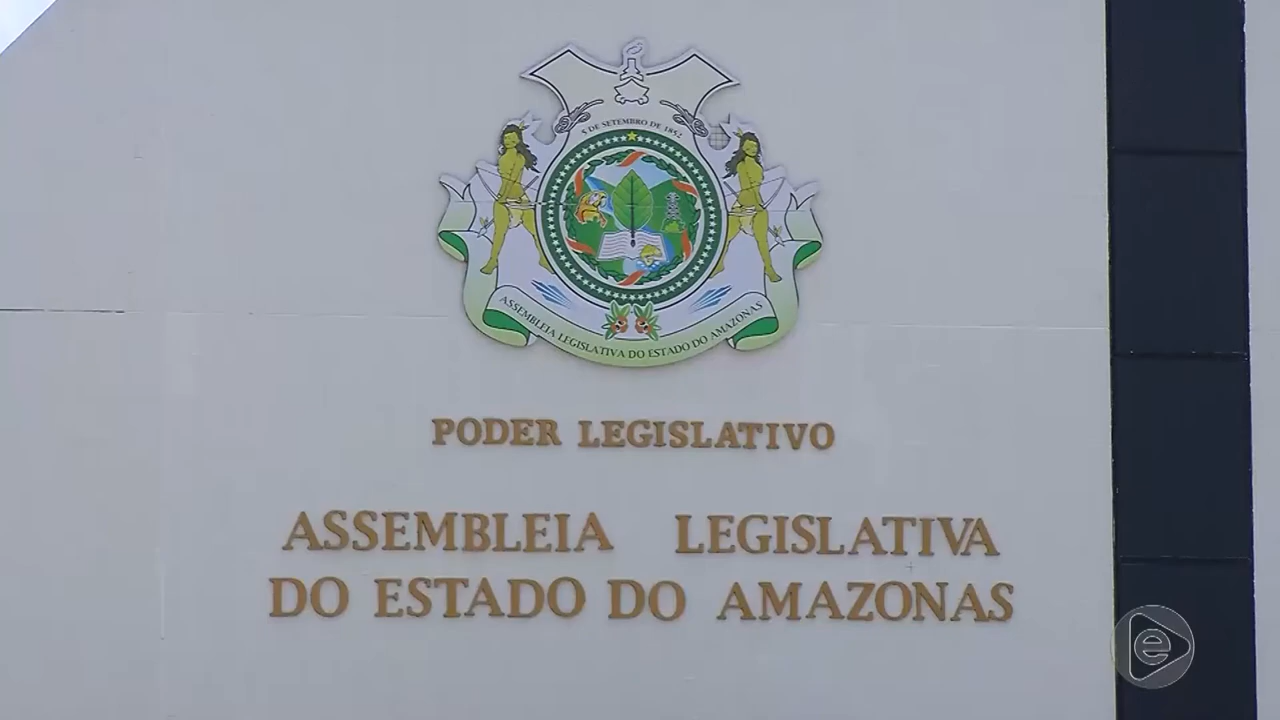 5 DE SETEMBRO DE 1852
ASSEMBLEIA LEGISLATIVA DO ESTADO DO AMAZONAS
PODER LEGISLATIVO
ASSEMBLEIA LEGISLATIVA
DO ESTADO DO AMAZONAS
e